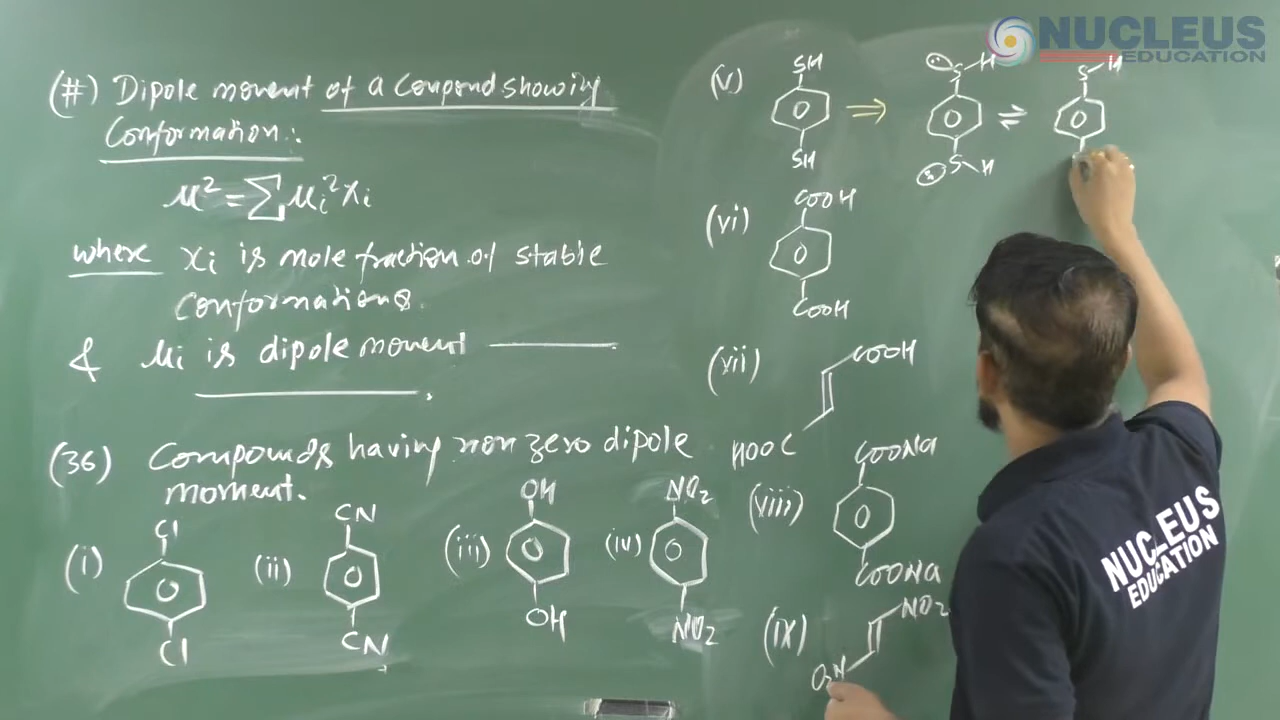 NUCLEUS
EDUCATION
(#) Dipole moment of a Compond showing
Conformation:
μ² = ∑ μi² xi
where xi is mole fraction of stable
conformations.
& μi is dipole moment
(36) Compounds having non zero dipole
moment.
(i)
Cl
Cl
(ii)
CN
CN
(iii)
OH
OH
(iv)
NO2
NO2
(v)
SH
SH
⇒
S-H
S-H
⇌
S-H
(vi)
COOH
COOH
(vii)
COOH
HOOC
(viii)
COONa
COONa
(ix)
NO2
O2N
NUCLEUS
EDUCATION